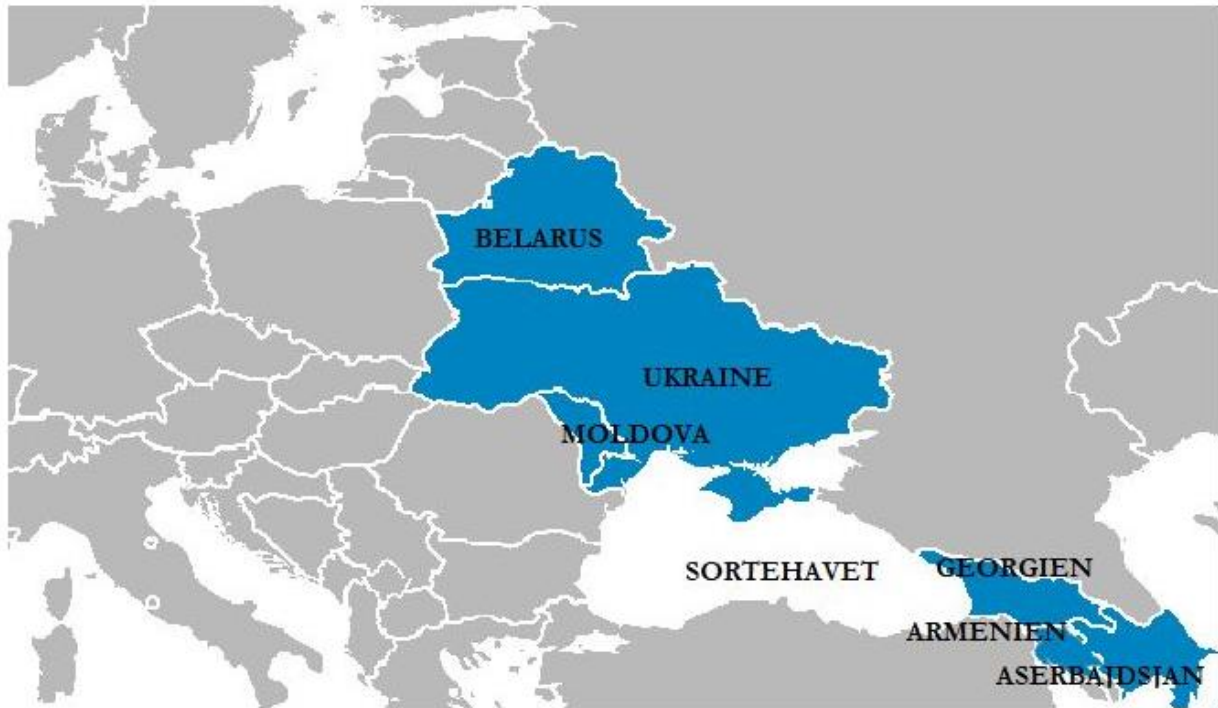 BELARUS
UKRAINE
MOLDOVA
SORTEHAVET
GEORGIEN
ARMENIEN
ASERBAJDSJAN